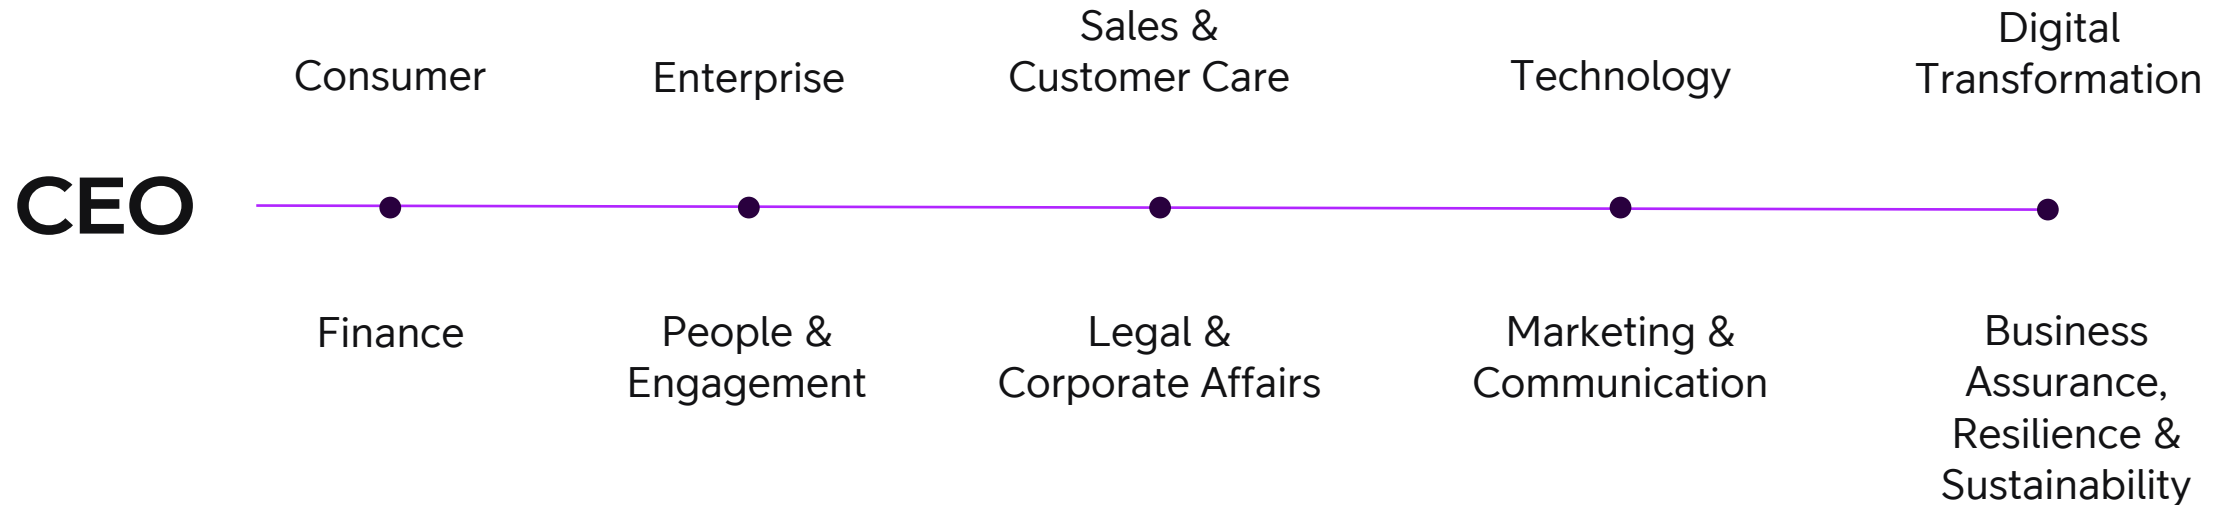 Consumer
Enterprise
Sales &
Customer Care
Technology
Digital
Transformation
CEO
Finance
People &
Engagement
Legal &
Corporate Affairs
Marketing &
Communication
Business
Assurance,
Resilience &
Sustainability